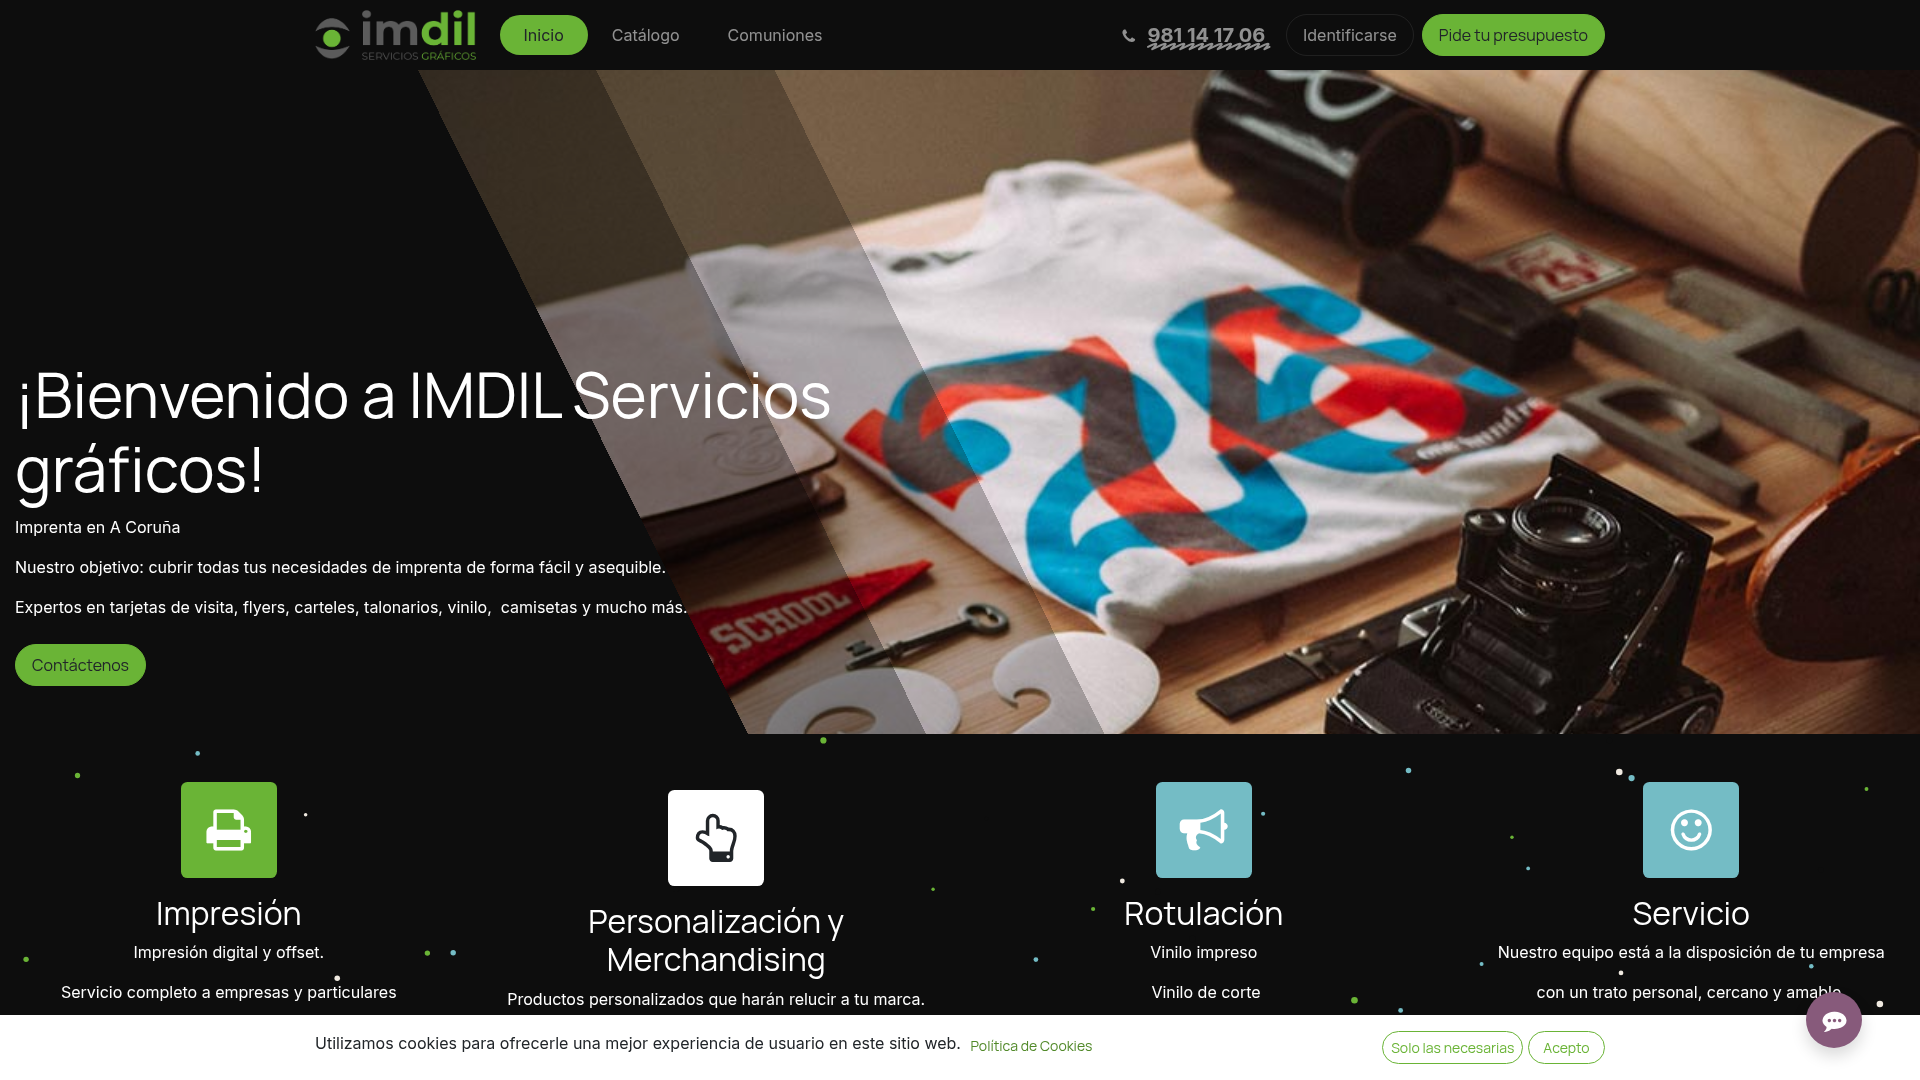 imdil
SERVICIOS GRÁFICOS
Inicio
Catálogo
Comuniones
981 14 17 06
Identificarse
Pide tu presupuesto
¡Bienvenido a IMDIL Servicios
gráficos!
Imprenta en A Coruña
Nuestro objetivo: cubrir todas tus necesidades de imprenta de forma fácil y asequible.
Expertos en tarjetas de visita, flyers, carteles, talonarios, vinilo, camisetas y mucho más.
Contáctenos
SCHOOL
one hundred
Impresión
Impresión digital y offset.
Servicio completo a empresas y particulares
Personalización y
Merchandising
Productos personalizados que harán relucir a tu marca.
Rotulación
Vinilo impreso
Vinilo de corte
Servicio
Nuestro equipo está a la disposición de tu empresa
con un trato personal, cercano y amable
Utilizamos cookies para ofrecerle una mejor experiencia de usuario en este sitio web.
Política de Cookies
Solo las necesarias
Acepto